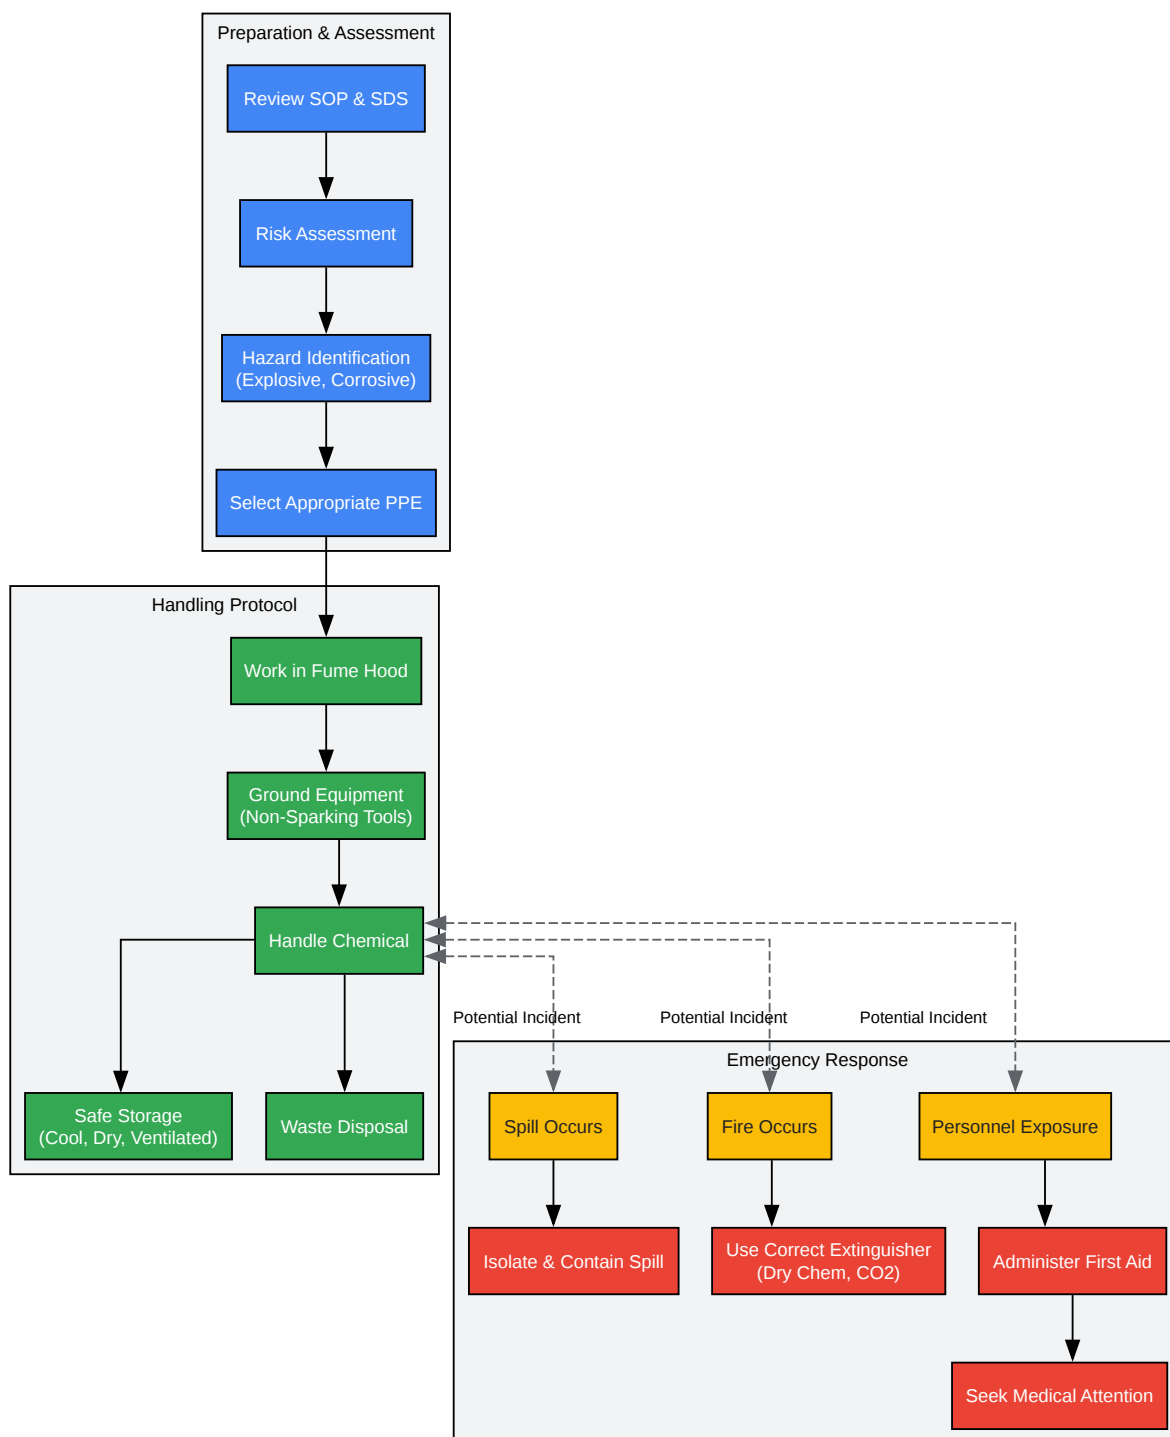 Preparation & Assessment
Review SOP & SDS
Risk Assessment
Hazard Identification
(Explosive, Corrosive)
Select Appropriate PPE
Handling Protocol
Work in Fume Hood
Ground Equipment
(Non-Sparking Tools)
Handle Chemical
Safe Storage
(Cool, Dry, Ventilated)
Waste Disposal
Potential Incident
Potential Incident
Potential Incident
Emergency Response
Spill Occurs
Fire Occurs
Personnel Exposure
Isolate & Contain Spill
Use Correct Extinguisher
(Dry Chem, CO2)
Administer First Aid
Seek Medical Attention